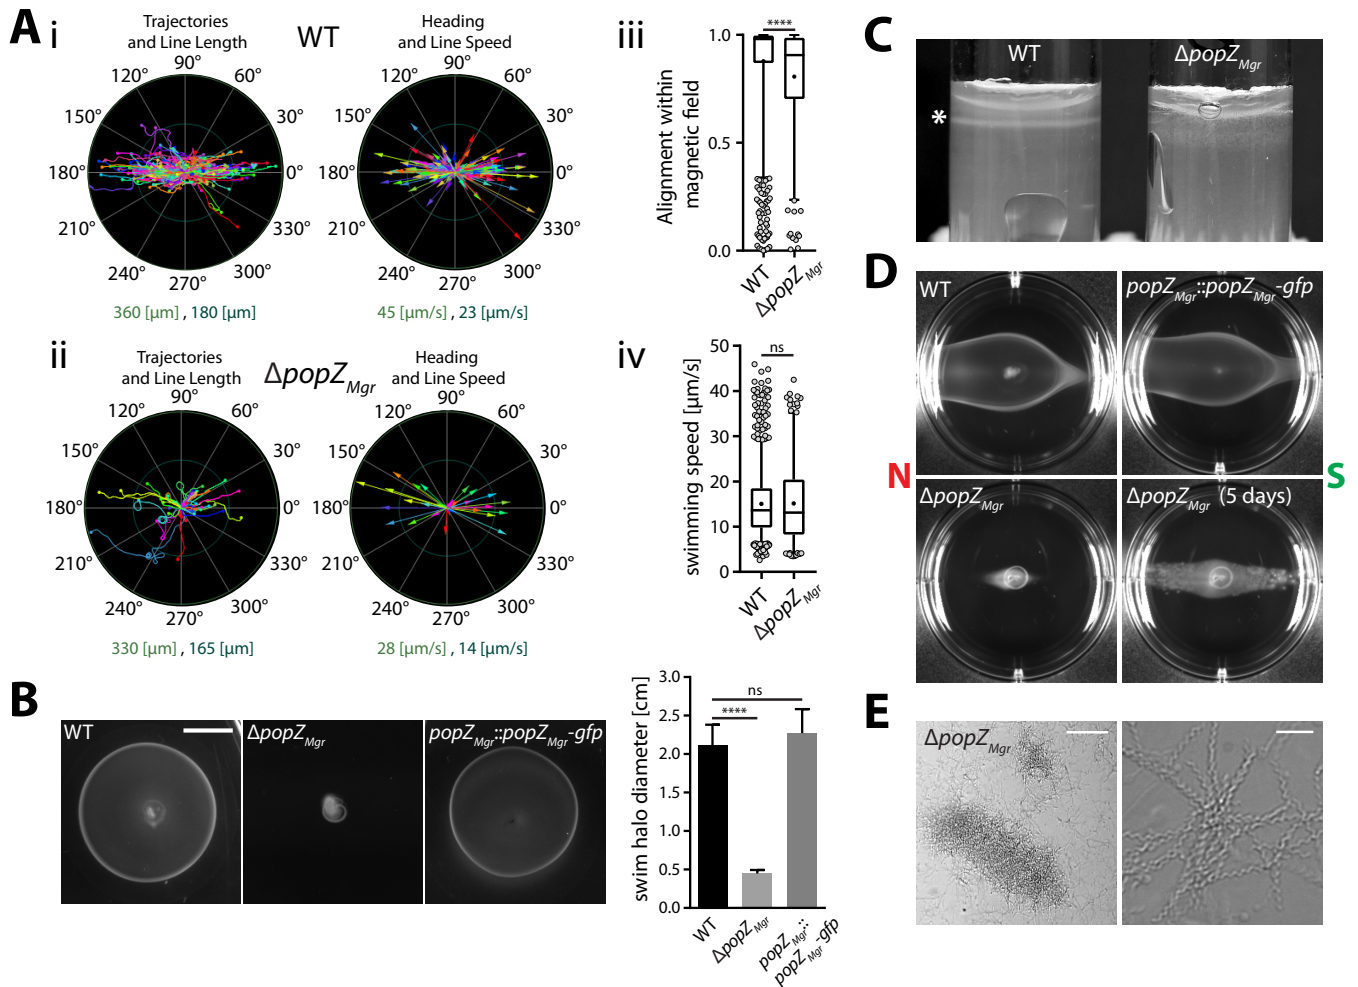 A
i
Trajectories
and Line Length
WT
Heading
and Line Speed
90°
120°
60°
150°
30°
180°
0°
210°
330°
240°
300°
270°
360 [µm] , 180 [µm]
90°
120°
60°
150°
30°
180°
0°
210°
330°
240°
300°
270°
45 [µm/s] , 23 [µm/s]
ii
Trajectories
and Line Length
ΔpopZMgr
Heading
and Line Speed
90°
120°
60°
150°
30°
180°
0°
210°
330°
240°
300°
270°
330 [µm] , 165 [µm]
90°
120°
60°
150°
30°
180°
0°
210°
330°
240°
300°
270°
28 [µm/s] , 14 [µm/s]
iii
****
Alignment within
magnetic field
1.0
0.5
0.0
WT
ΔpopZMgr
iv
ns
swimming speed [µm/s]
50
40
30
20
10
0
WT
ΔpopZMgr
B
WT
ΔpopZMgr
popZMgr::popZMgr-gfp
swim halo diameter [cm]
3.0
2.5
2.0
1.5
1.0
0.5
0.0
ns
****
WT
ΔpopZMgr
popZMgr::
popZMgr-gfp
C
WT
ΔpopZMgr
*
D
WT
popZMgr::popZMgr-gfp
N
S
ΔpopZMgr
ΔpopZMgr (5 days)
E
ΔpopZMgr